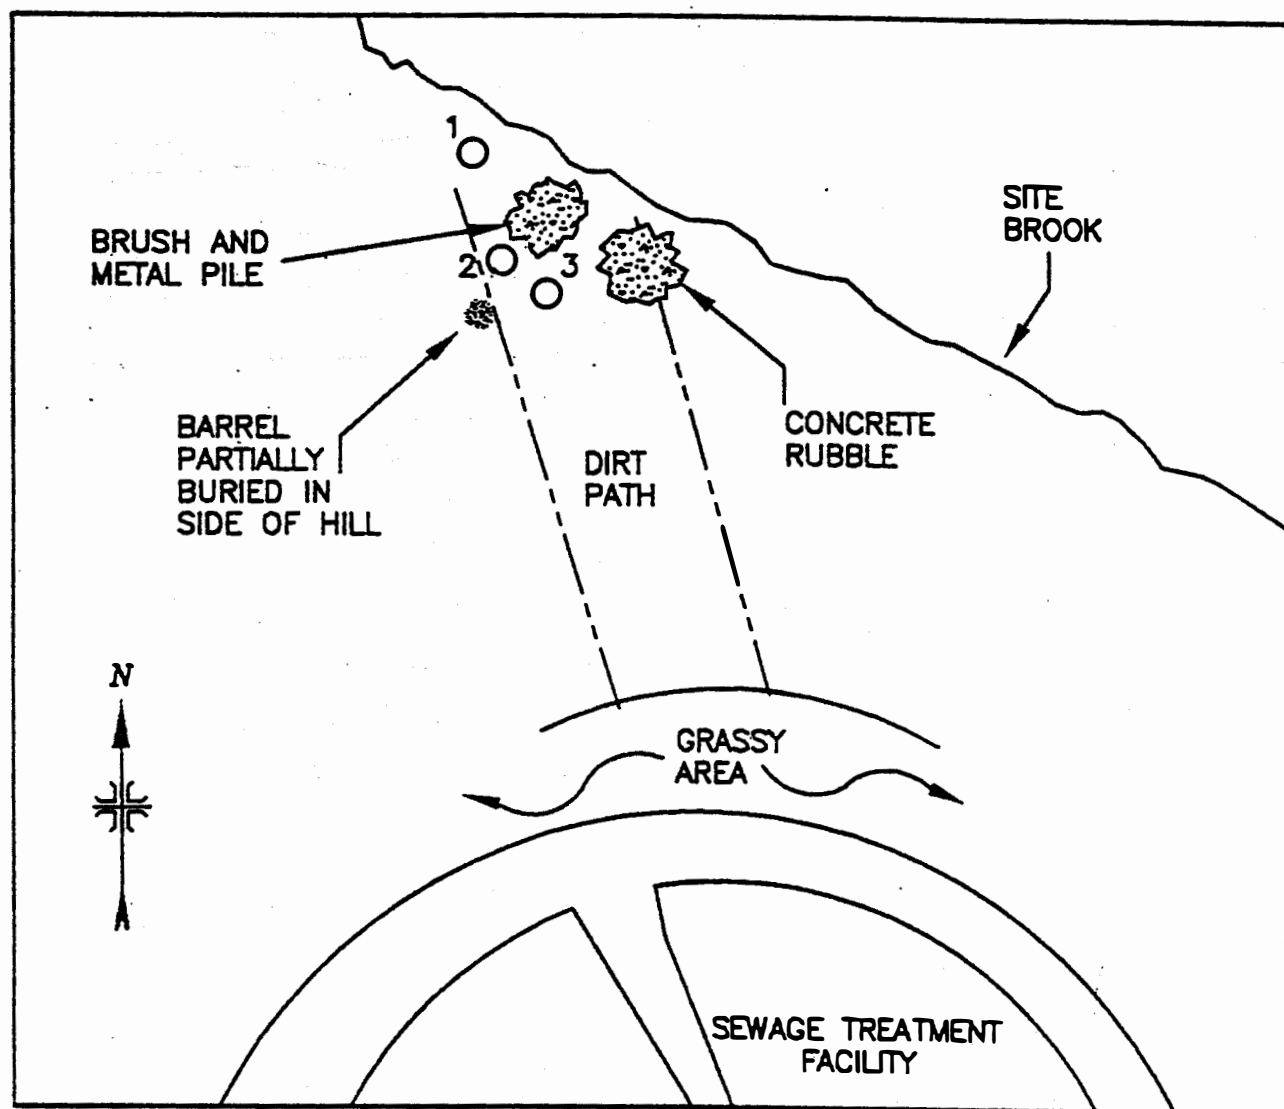 1
SITE
BROOK
BRUSH AND
METAL PILE
2
3
BARREL
PARTIALLY
BURIED IN
SIDE OF HILL
CONCRETE
RUBBLE
DIRT
PATH
N
GRASSY
AREA
SEWAGE TREATMENT
FACILITY